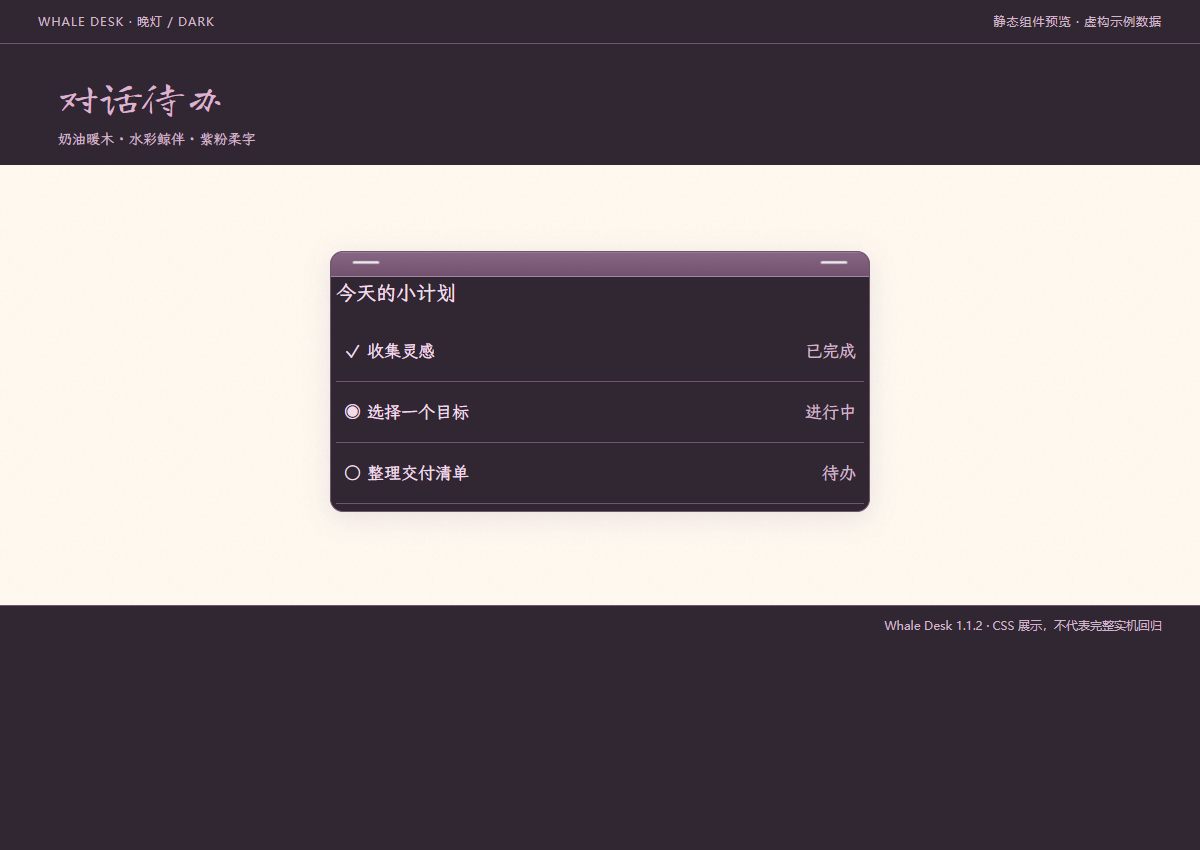 WHALE DESK · 晚灯 / DARK
静态组件预览 · 虚构示例数据
对话待办
奶油暖木 · 水彩鲸伴 · 紫粉柔字
今天的小计划
✓ 收集灵感 已完成
◉ 选择一个目标 进行中
○ 整理交付清单 待办
Whale Desk 1.1.2 · CSS 展示，不代表完整实机回归